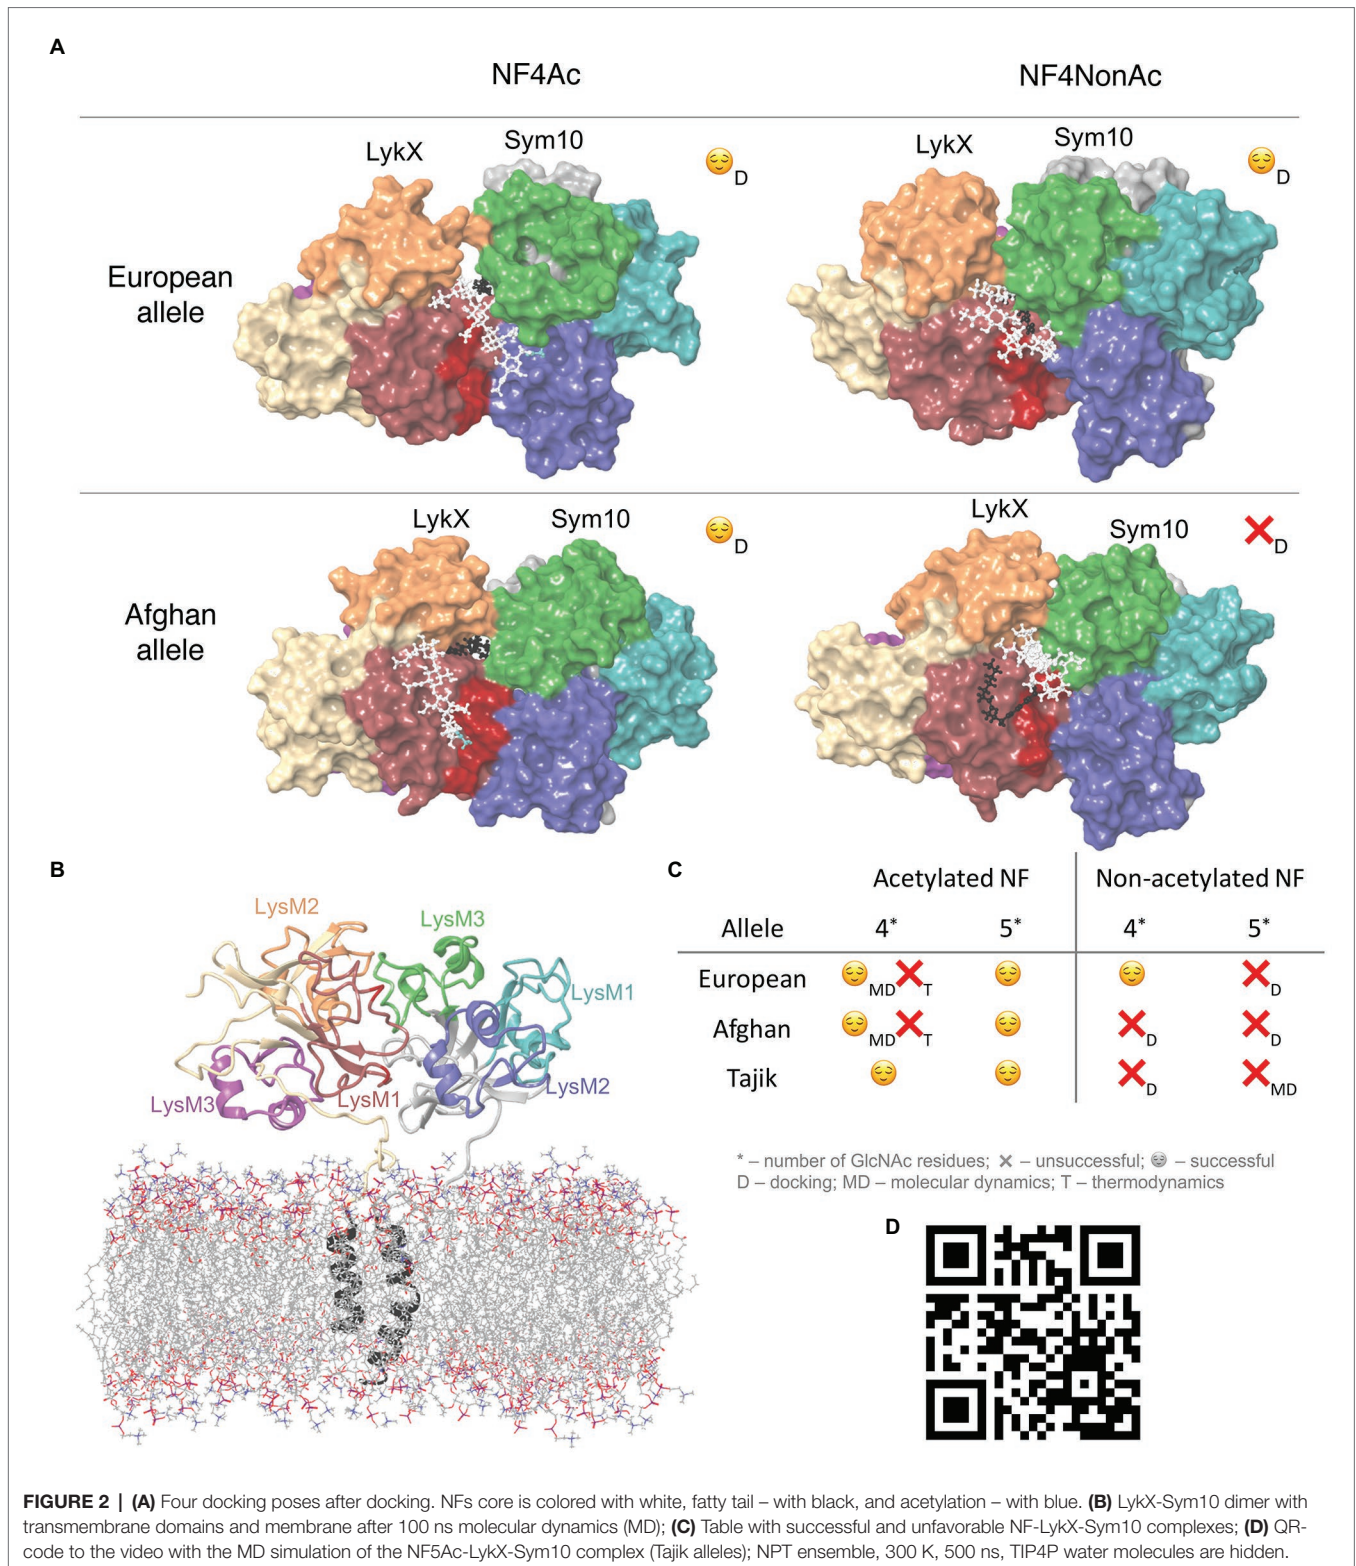 A
NF4Ac
NF4NonAc
LykX
Sym10
D
LykX
Sym10
D
European
allele
LykX
Sym10
D
LykX
Sym10
D
Afghan
allele
B
LysM2
LysM3
LysM1
LysM3
LysM1
LysM2
C
Acetylated NF
Non-acetylated NF
Allele
4*
5*
4*
5*
European
MD
T
D
Afghan
MD
T
D
D
Tajik
D
MD
* – number of GlcNAc residues; ✕ – unsuccessful; 😌 – successful
D – docking; MD – molecular dynamics; T – thermodynamics
D
FIGURE 2 | (A) Four docking poses after docking. NFs core is colored with white, fatty tail – with black, and acetylation – with blue. (B) LykX-Sym10 dimer with
transmembrane domains and membrane after 100 ns molecular dynamics (MD); (C) Table with successful and unfavorable NF-LykX-Sym10 complexes; (D) QR-
code to the video with the MD simulation of the NF5Ac-LykX-Sym10 complex (Tajik alleles); NPT ensemble, 300 K, 500 ns, TIP4P water molecules are hidden.